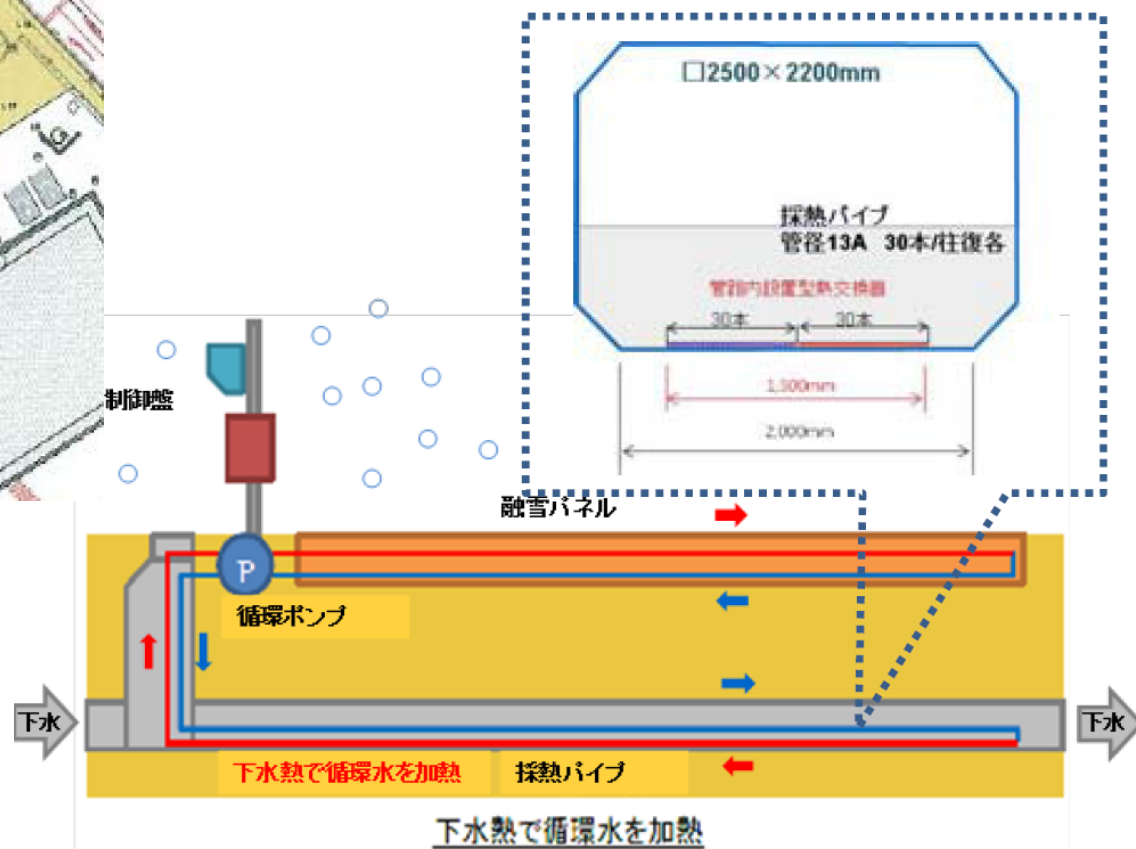 □2500×2200mm
採熱パイプ
管径13A 30本/往復各
管路内設置型熱交換器
30本
30本
1,500mm
2,000mm
制御盤
融雪パネル
P
循環ポンプ
下水
下水
下水熱で循環水を加熱
採熱パイプ
下水熱で循環水を加熱